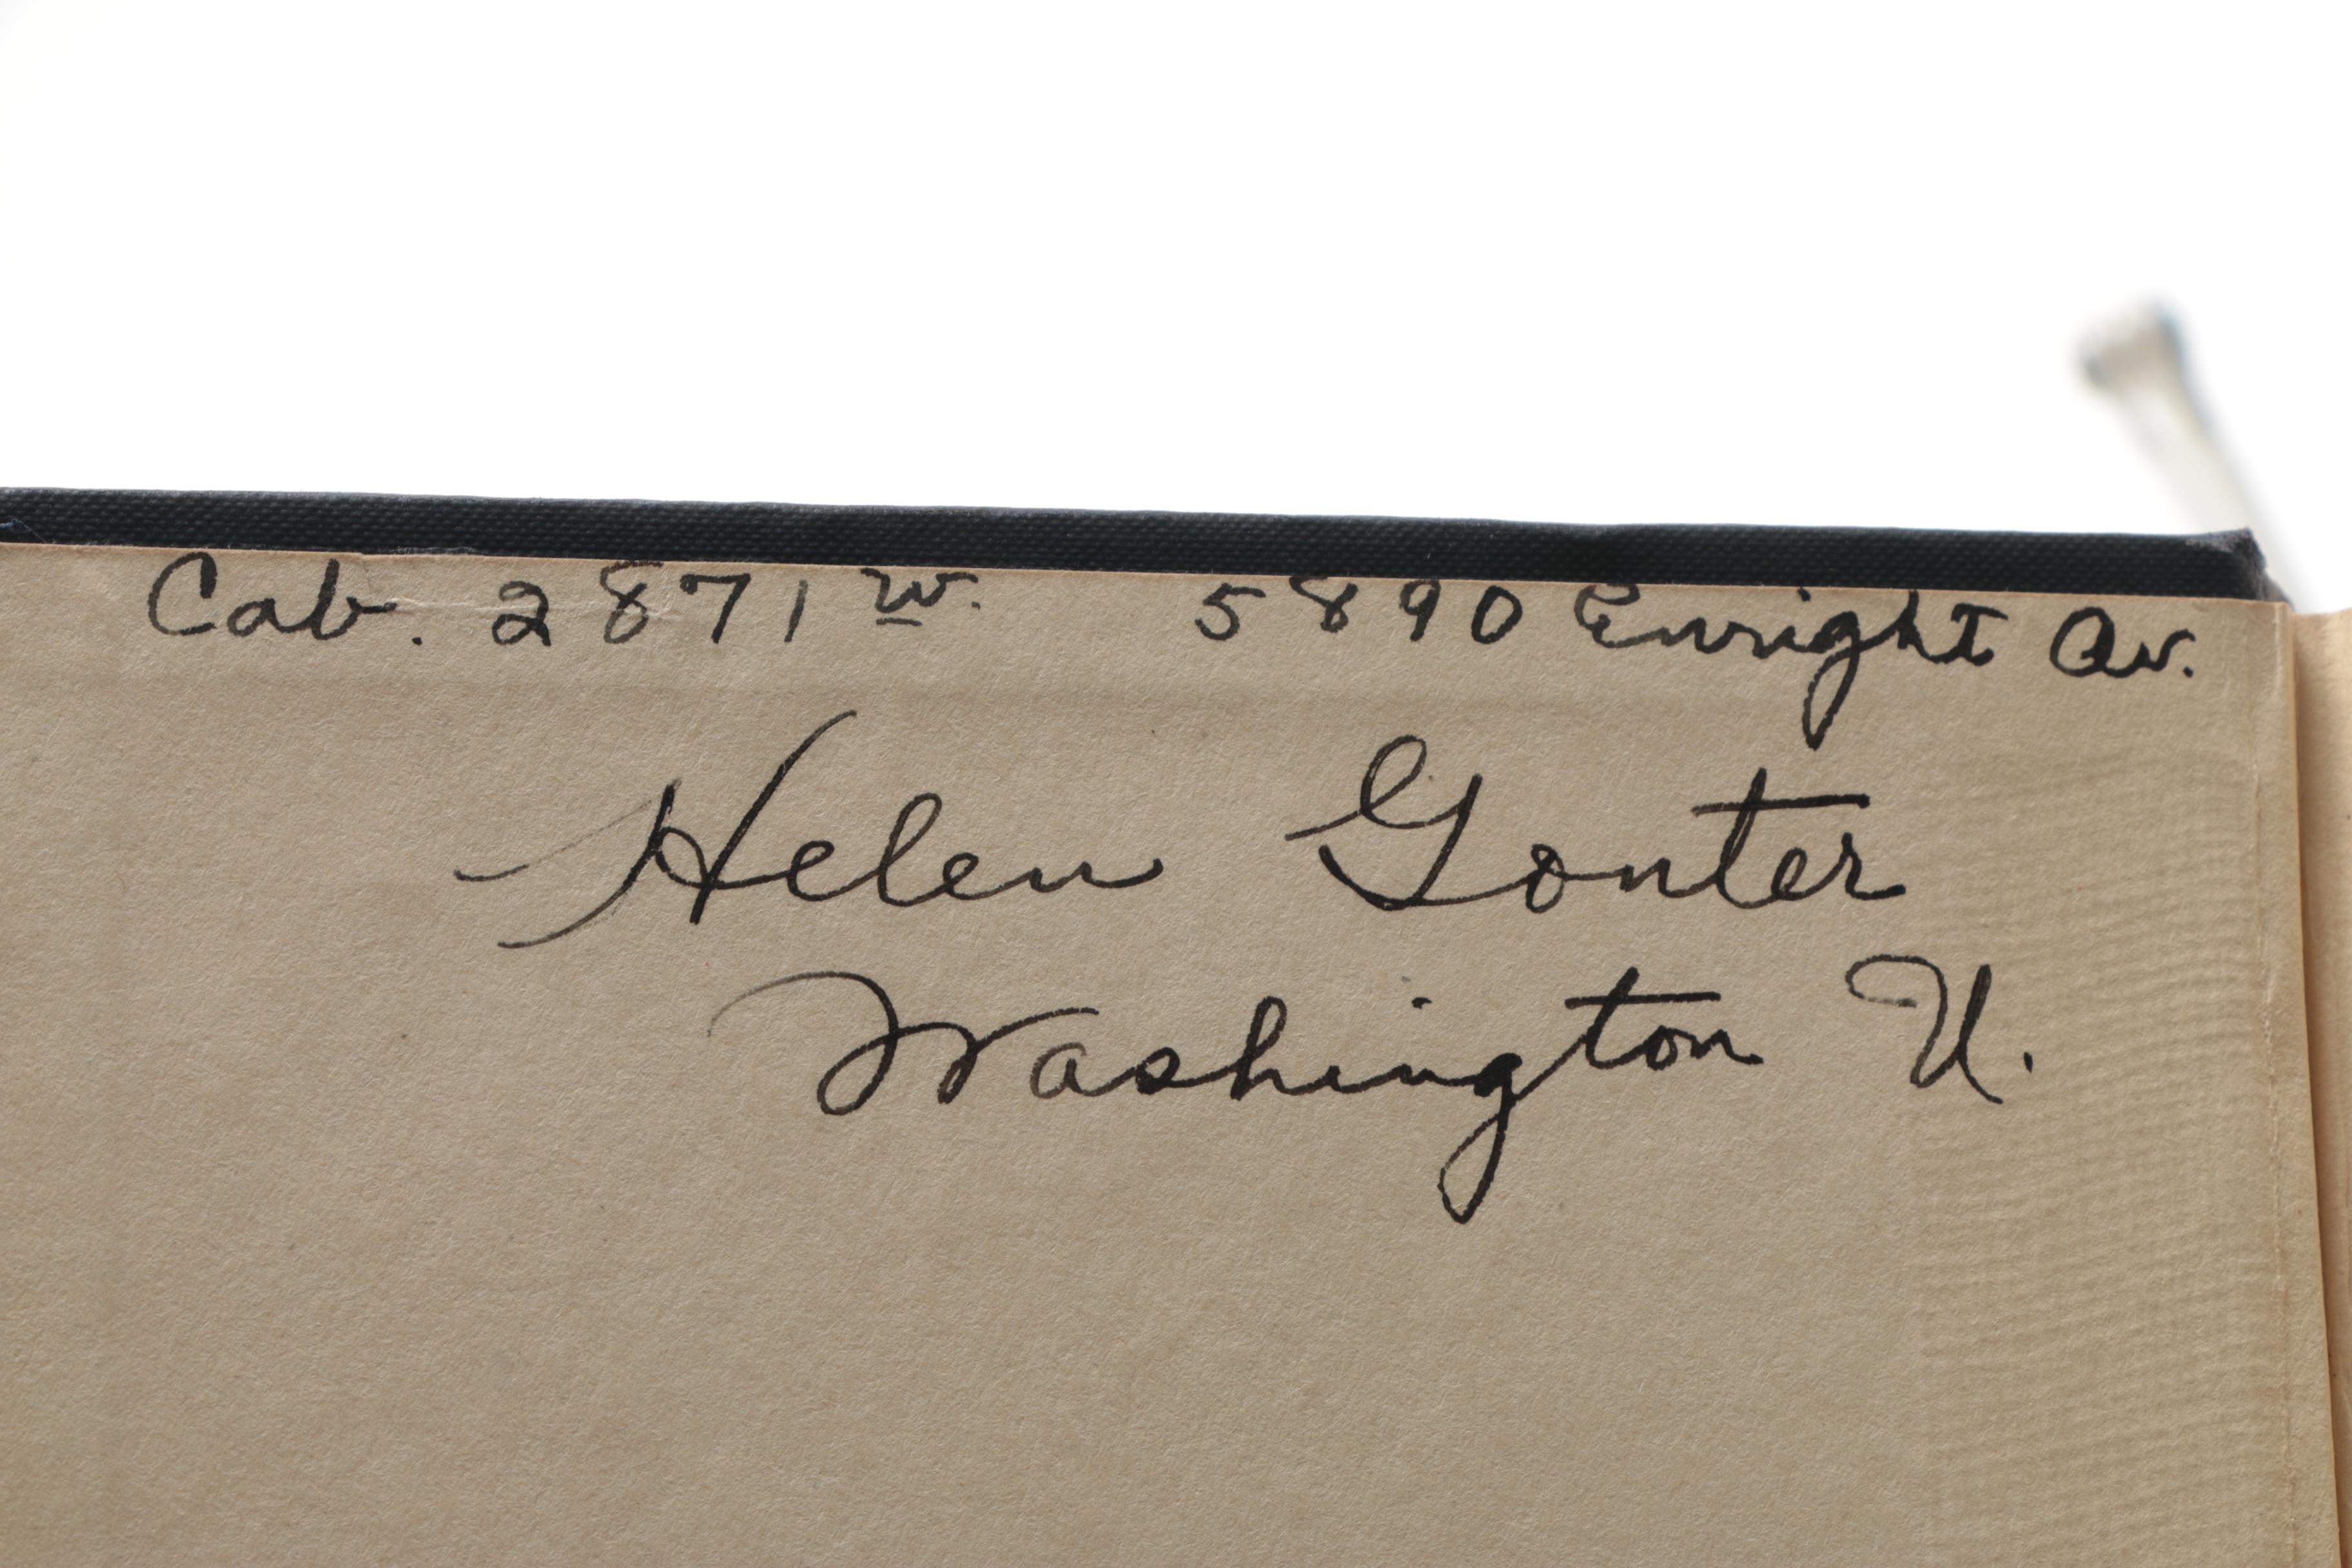 Cab. 2871 W. 5890 Enright Av.
Helen Gonter
Washington U.